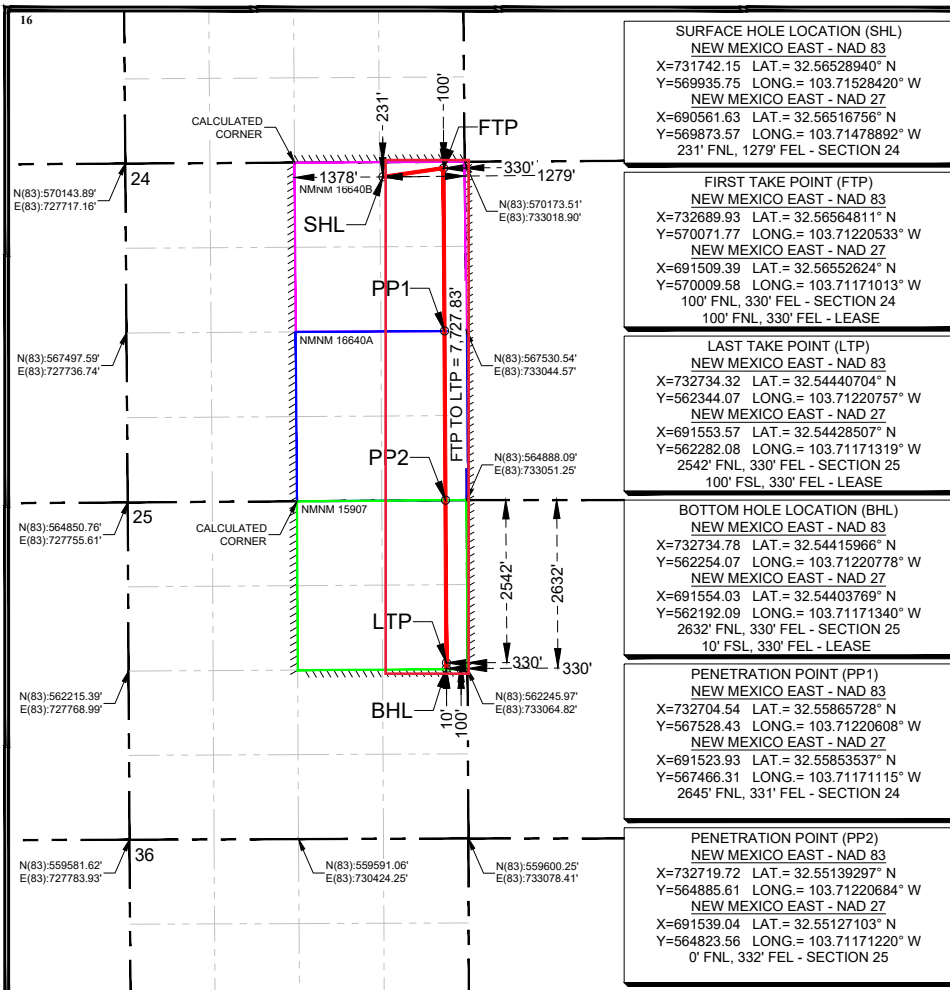 16
CALCULATED
CORNER
231'
100'
FTP
24
N(83):570143.89'
E(83):727717.16'
1378'
NMNM 16640B
330'
1279'
SHL
N(83):570173.51'
E(83):733018.90'
PP1
FTP TO LTP = 7,727.83'
NMNM 16640A
N(83):567497.59'
E(83):727736.74'
N(83):567530.54'
E(83):733044.57'
PP2
N(83):564888.09'
E(83):733051.25'
NMNM 15907
25
N(83):564850.76'
E(83):727755.61'
CALCULATED
CORNER
2542'
2632'
LTP
330'
330'
BHL
10'
100'
N(83):562215.39'
E(83):727768.99'
N(83):562245.97'
E(83):733064.82'
36
N(83):559581.62'
E(83):727783.93'
N(83):559591.06'
E(83):730424.25'
N(83):559600.25'
E(83):733078.41'
SURFACE HOLE LOCATION (SHL)
NEW MEXICO EAST - NAD 83
X=731742.15 LAT.= 32.56528940° N
Y=569935.75 LONG.= 103.71528420° W
NEW MEXICO EAST - NAD 27
X=690561.63 LAT.= 32.56516756° N
Y=569873.57 LONG.= 103.71478892° W
231' FNL, 1279' FEL - SECTION 24
FIRST TAKE POINT (FTP)
NEW MEXICO EAST - NAD 83
X=732689.93 LAT.= 32.56564811° N
Y=570071.77 LONG.= 103.71220533° W
NEW MEXICO EAST - NAD 27
X=691509.39 LAT.= 32.56552624° N
Y=570009.58 LONG.= 103.71171013° W
100' FNL, 330' FEL - SECTION 24
100' FNL, 330' FEL - LEASE
LAST TAKE POINT (LTP)
NEW MEXICO EAST - NAD 83
X=732734.32 LAT.= 32.54440704° N
Y=562344.07 LONG.= 103.71220757° W
NEW MEXICO EAST - NAD 27
X=691553.57 LAT.= 32.54428507° N
Y=562282.08 LONG.= 103.71171319° W
2542' FNL, 330' FEL - SECTION 25
100' FSL, 330' FEL - LEASE
BOTTOM HOLE LOCATION (BHL)
NEW MEXICO EAST - NAD 83
X=732734.78 LAT.= 32.54415966° N
Y=562254.07 LONG.= 103.71220778° W
NEW MEXICO EAST - NAD 27
X=691554.03 LAT.= 32.54403769° N
Y=562192.09 LONG.= 103.71171340° W
2632' FNL, 330' FEL - SECTION 25
10' FSL, 330' FEL - LEASE
PENETRATION POINT (PP1)
NEW MEXICO EAST - NAD 83
X=732704.54 LAT.= 32.55865728° N
Y=567528.43 LONG.= 103.71220608° W
NEW MEXICO EAST - NAD 27
X=691523.93 LAT.= 32.55853537° N
Y=567466.31 LONG.= 103.71171115° W
2645' FNL, 331' FEL - SECTION 24
PENETRATION POINT (PP2)
NEW MEXICO EAST - NAD 83
X=732719.72 LAT.= 32.55139297° N
Y=564885.61 LONG.= 103.71220684° W
NEW MEXICO EAST - NAD 27
X=691539.04 LAT.= 32.55127103° N
Y=564823.56 LONG.= 103.71171220° W
0' FNL, 332' FEL - SECTION 25